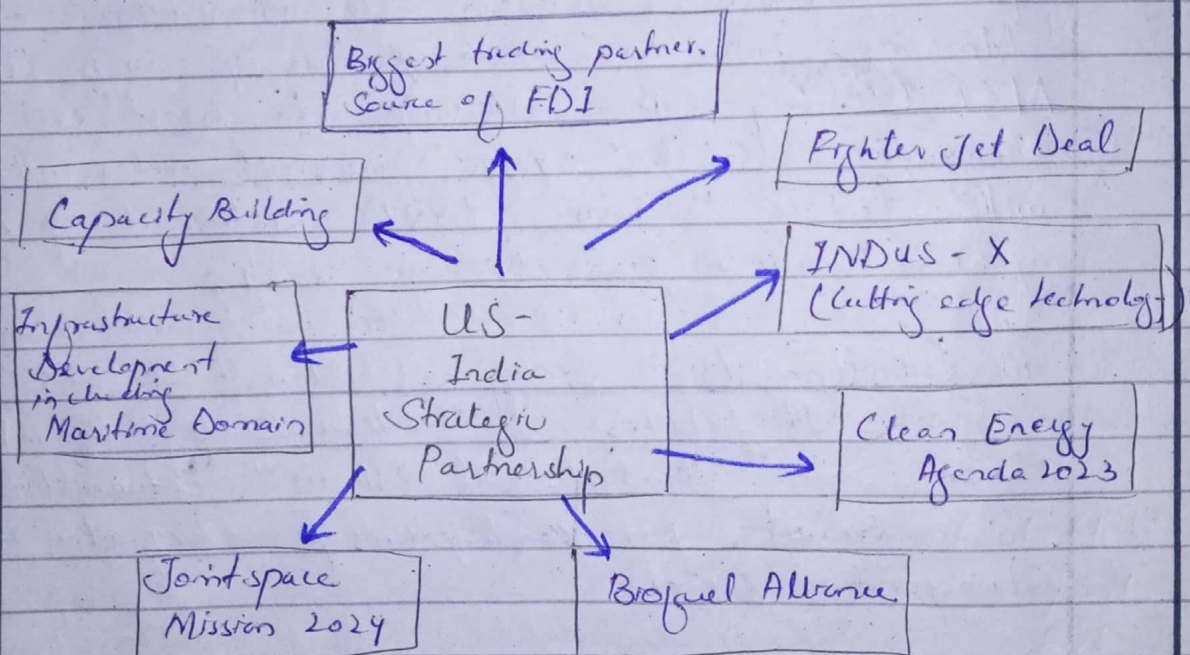 Biggest trading partner.
Source of FDI
Fighter Jet Deal
Capacity Building
INDUS - X
(Cutting edge technology)
Infrastructure
Development
including
Maritime Domain
US-
India
Strategic
Partnership
Clean Energy
Agenda 2023
Joint space
Mission 2024
Biofuel Alliance